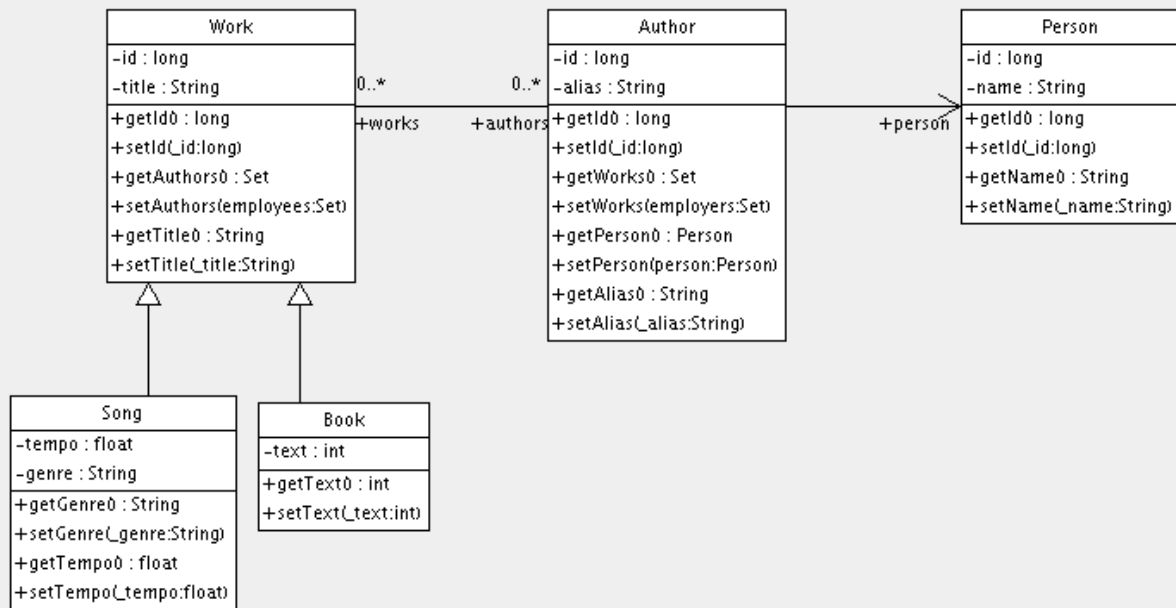 Work
-id : long
-title : String
+getId() : long
+setId(_id:long)
+getAuthors() : Set
+setAuthors(employees:Set)
+getTitle() : String
+setTitle(_title:String)
0..*
+works
0..*
+authors
Author
-id : long
-alias : String
+getId() : long
+setId(_id:long)
+getWorks() : Set
+setWorks(employers:Set)
+getPerson() : Person
+setPerson(person:Person)
+getAlias() : String
+setAlias(_alias:String)
+person
Person
-id : long
-name : String
+getId() : long
+setId(_id:long)
+getName() : String
+setName(_name:String)
Song
-tempo : float
-genre : String
+getGenre() : String
+setGenre(_genre:String)
+getTempo() : float
+setTempo(_tempo:float)
Book
-text : int
+getText() : int
+setText(_text:int)